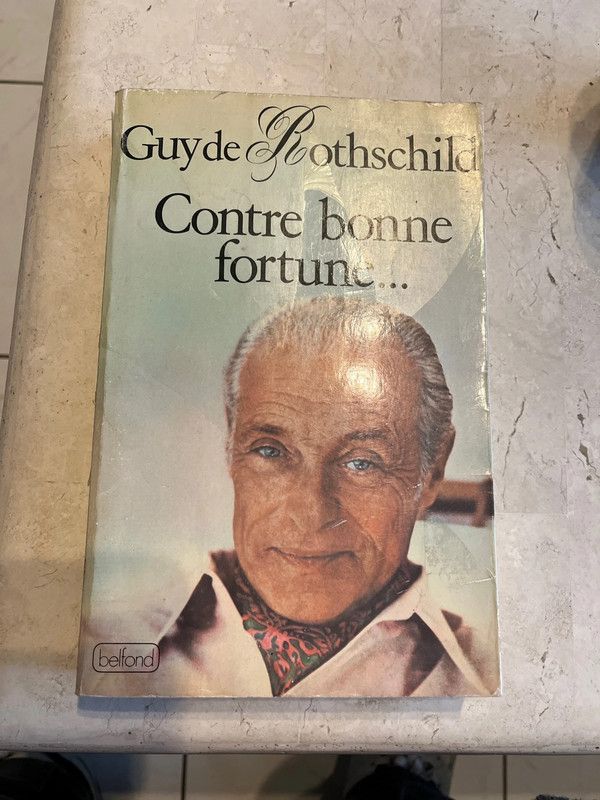 Guy de Rothschild
Contre bonne
fortune...
belfond